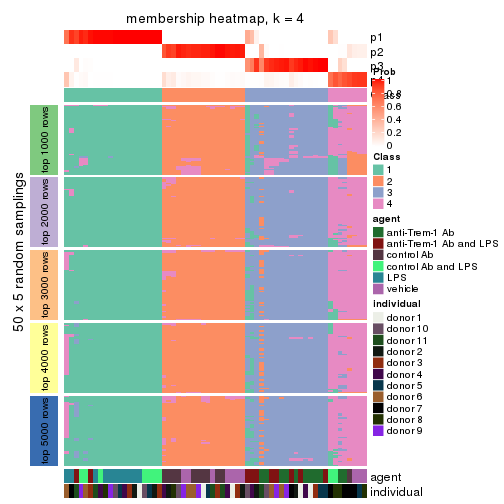 membership heatmap, k = 4
p1
p2
p3
Prob
1
0.8
0.6
0.4
0.2
0
Class
1
2
3
4
agent
anti-Trem-1 Ab
anti-Trem-1 Ab and LPS
control Ab
control Ab and LPS
LPS
vehicle
Individual
donor 1
donor 10
donor 11
donor 2
donor 3
donor 4
donor 5
donor 6
donor 7
donor 8
donor 9
50 x 5 random samplings
top 1000 rows
top 2000 rows
top 3000 rows
top 4000 rows
top 5000 rows
agent
individual